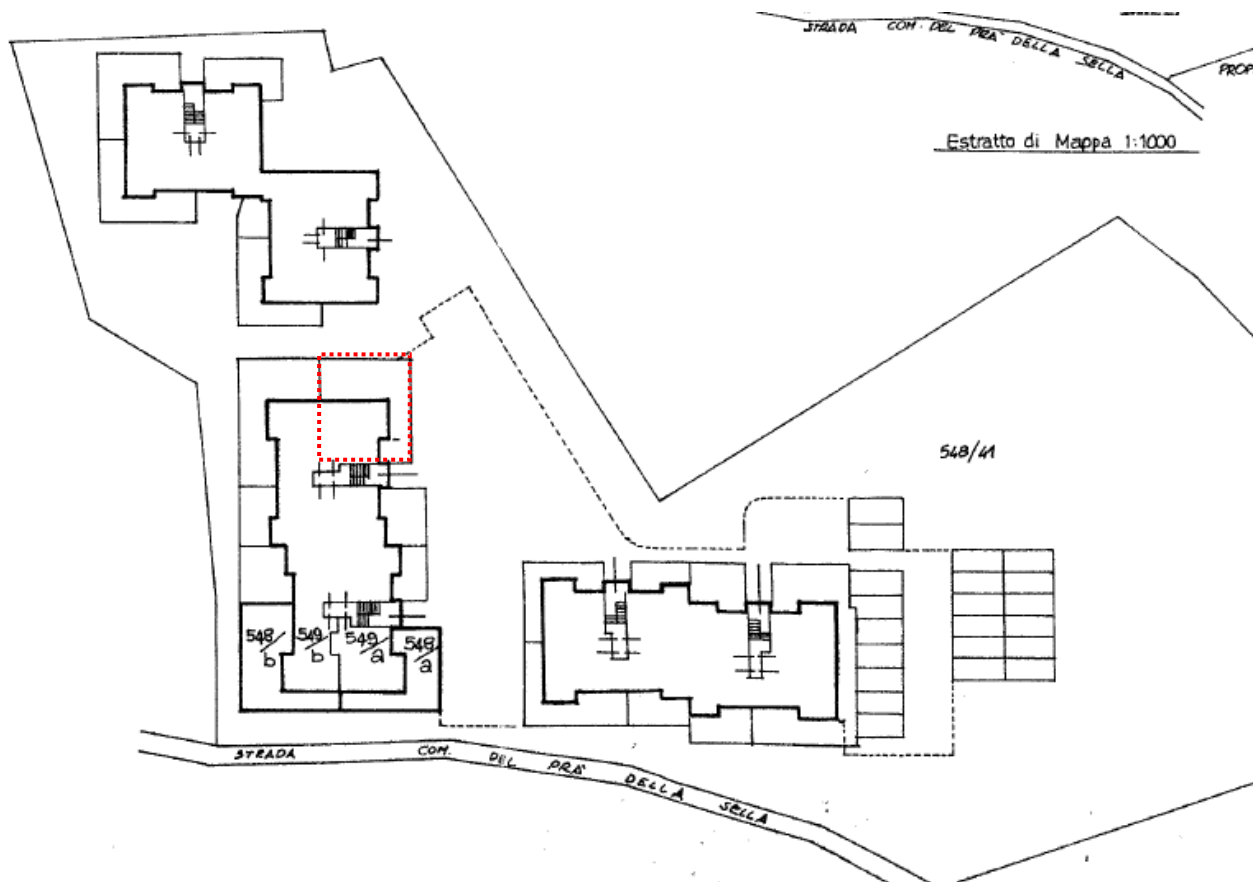 STRADA COM. DEL PRA' DELLA SELLA
PROP
Estratto di Mappa 1:1000
548/41
548/b 549/b 549/a 548/a
STRADA COM. DEL PRA' DELLA SELLA